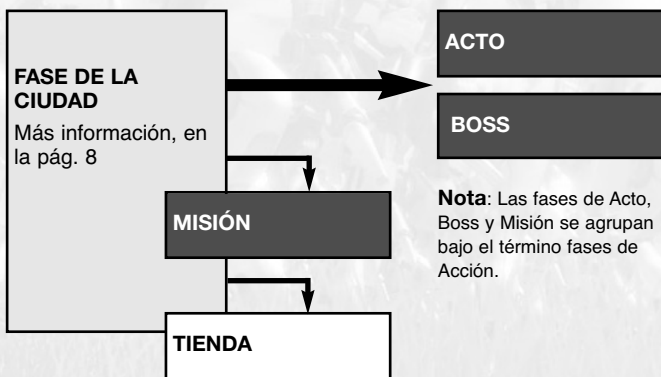 FASE DE LA
CIUDAD
Más información, en
la pág. 8
ACTO
BOSS
MISIÓN
TIENDA
Nota: Las fases de Acto,
Boss y Misión se agrupan
bajo el término fases de
Acción.